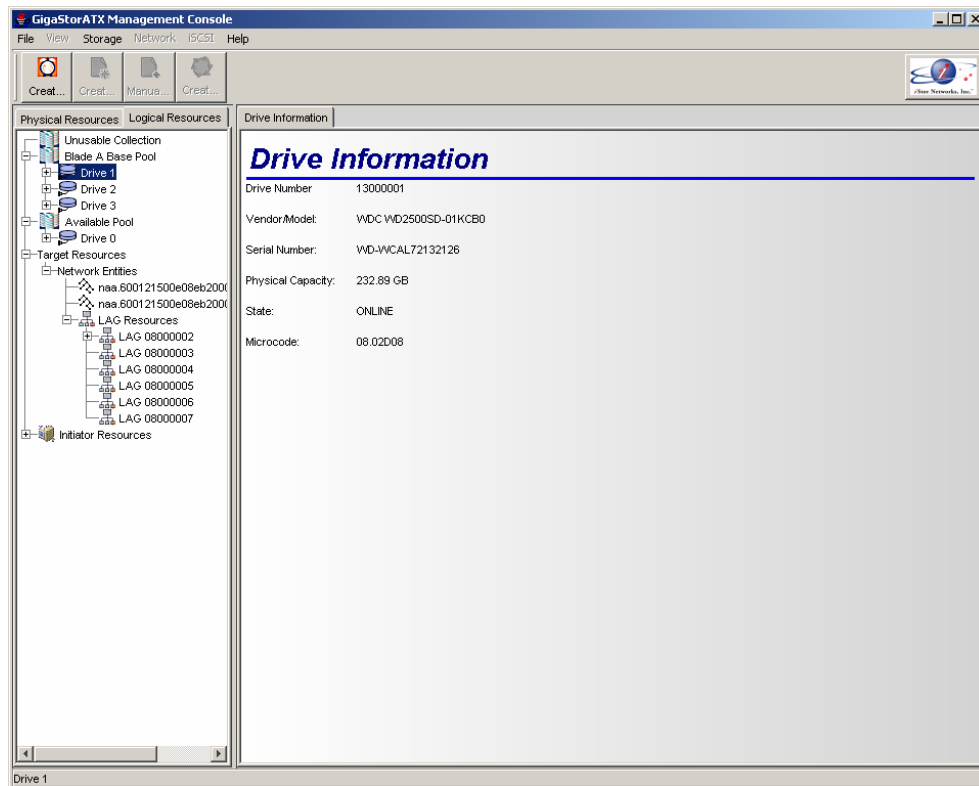 GigaStorATX Management Console
File View Storage Network iSCSI Help
Creat... Creat... Manua... Creat...
iStor Networks, Inc.
Physical Resources Logical Resources
Drive Information
Unusable Collection
Blade A Base Pool
Drive 1
Drive 2
Drive 3
Available Pool
Drive 0
Target Resources
Network Entities
naa.600121500e08eb200
naa.600121500e08eb200
LAG Resources
LAG 08000002
LAG 08000003
LAG 08000004
LAG 08000005
LAG 08000006
LAG 08000007
Initiator Resources
Drive Information
Drive Number 13000001
Vendor/Model: WDC WD2500SD-01KCB0
Serial Number: WD-WCAL72132126
Physical Capacity: 232.89 GB
State: ONLINE
Microcode: 08.02D08
Drive 1